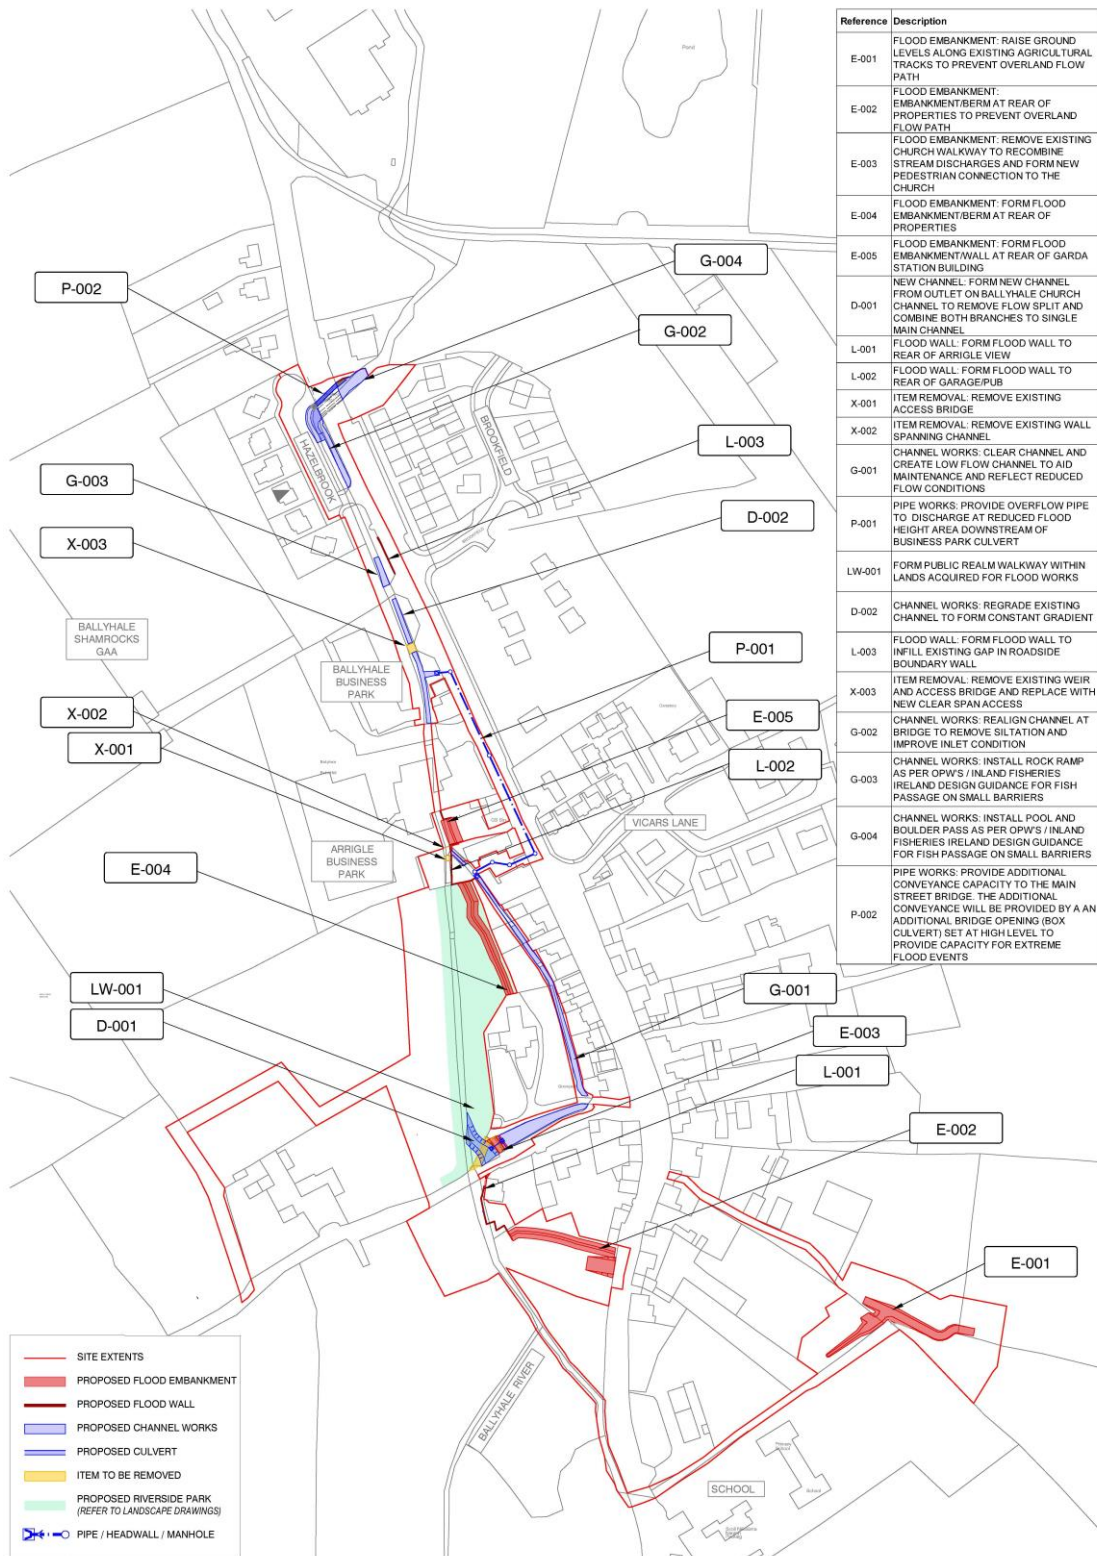 Reference Description
E-001
FLOOD EMBANKMENT: RAISE GROUND
LEVELS ALONG EXISTING AGRICULTURAL
TRACKS TO PREVENT OVERLAND FLOW
PATH
E-002
FLOOD EMBANKMENT:
EMBANKMENT/BERM AT REAR OF
PROPERTIES TO PREVENT OVERLAND
FLOW PATH
E-003
FLOOD EMBANKMENT: REMOVE EXISTING
CHURCH WALKWAY TO RECOMBINE
STREAM DISCHARGES AND FORM NEW
PEDESTRIAN CONNECTION TO THE
CHURCH
E-004
FLOOD EMBANKMENT: FORM FLOOD
EMBANKMENT/BERM AT REAR OF
PROPERTIES
E-005
FLOOD EMBANKMENT: FORM FLOOD
EMBANKMENT/WALL AT REAR OF GARDA
STATION BUILDING
D-001
NEW CHANNEL: FORM NEW CHANNEL
FROM OUTLET ON BALLYHALE CHURCH
CHANNEL TO REMOVE FLOW SPLIT AND
COMBINE BOTH BRANCHES TO SINGLE
MAIN CHANNEL
L-001
FLOOD WALL: FORM FLOOD WALL TO
REAR OF ARRIGLE VIEW
L-002
FLOOD WALL: FORM FLOOD WALL TO
REAR OF GARAGE/PUB
X-001
ITEM REMOVAL: REMOVE EXISTING
ACCESS BRIDGE
X-002
ITEM REMOVAL: REMOVE EXISTING WALL
SPANNING CHANNEL
G-001
CHANNEL WORKS: CLEAR CHANNEL AND
CREATE LOW FLOW CHANNEL TO AID
MAINTENANCE AND REFLECT REDUCED
FLOW CONDITIONS
P-001
PIPE WORKS: PROVIDE OVERFLOW PIPE
TO DISCHARGE AT REDUCED FLOOD
HEIGHT AREA DOWNSTREAM OF
BUSINESS PARK CULVERT
LW-001
FORM PUBLIC REALM WALKWAY WITHIN
LANDS ACQUIRED FOR FLOOD WORKS
D-002
CHANNEL WORKS: REGRADE EXISTING
CHANNEL TO FORM CONSTANT GRADIENT
L-003
FLOOD WALL: FORM FLOOD WALL TO
INFILL EXISTING GAP IN ROADSIDE
BOUNDARY WALL
X-003
ITEM REMOVAL: REMOVE EXISTING WEIR
AND ACCESS BRIDGE AND REPLACE WITH
NEW CLEAR SPAN ACCESS
G-002
CHANNEL WORKS: REALIGN CHANNEL AT
BRIDGE TO REMOVE SILTATION AND
IMPROVE INLET CONDITION
G-003
CHANNEL WORKS: INSTALL ROCK RAMP
AS PER OPW'S / INLAND FISHERIES
IRELAND DESIGN GUIDANCE FOR FISH
PASSAGE ON SMALL BARRIERS
G-004
CHANNEL WORKS: INSTALL POOL AND
BOULDER PASS AS PER OPW'S / INLAND
FISHERIES IRELAND DESIGN GUIDANCE
FOR FISH PASSAGE ON SMALL BARRIERS
P-002
PIPE WORKS: PROVIDE ADDITIONAL
CONVEYANCE CAPACITY TO THE MAIN
STREET BRIDGE. THE ADDITIONAL
CONVEYANCE WILL BE PROVIDED BY A AN
ADDITIONAL BRIDGE OPENING (BOX
CULVERT) SET AT HIGH LEVEL TO
PROVIDE CAPACITY FOR EXTREME
FLOOD EVENTS
Pond
G-004
P-002
G-002
BROOKFIELD
L-003
HAZELBROOK
G-003
D-002
X-003
BALLYHALE
SHAMROCKS
GAA
P-001
BALLYHALE
BUSINESS
PARK
X-002
E-005
X-001
L-002
VICARS LANE
ARRIGLE
BUSINESS
PARK
E-004
LW-001
G-001
D-001
E-003
L-001
E-002
E-001
BALLYHALE RIVER
SCHOOL
School
SITE EXTENTS
PROPOSED FLOOD EMBANKMENT
PROPOSED FLOOD WALL
PROPOSED CHANNEL WORKS
PROPOSED CULVERT
ITEM TO BE REMOVED
PROPOSED RIVERSIDE PARK
(REFER TO LANDSCAPE DRAWINGS)
PIPE / HEADWALL / MANHOLE